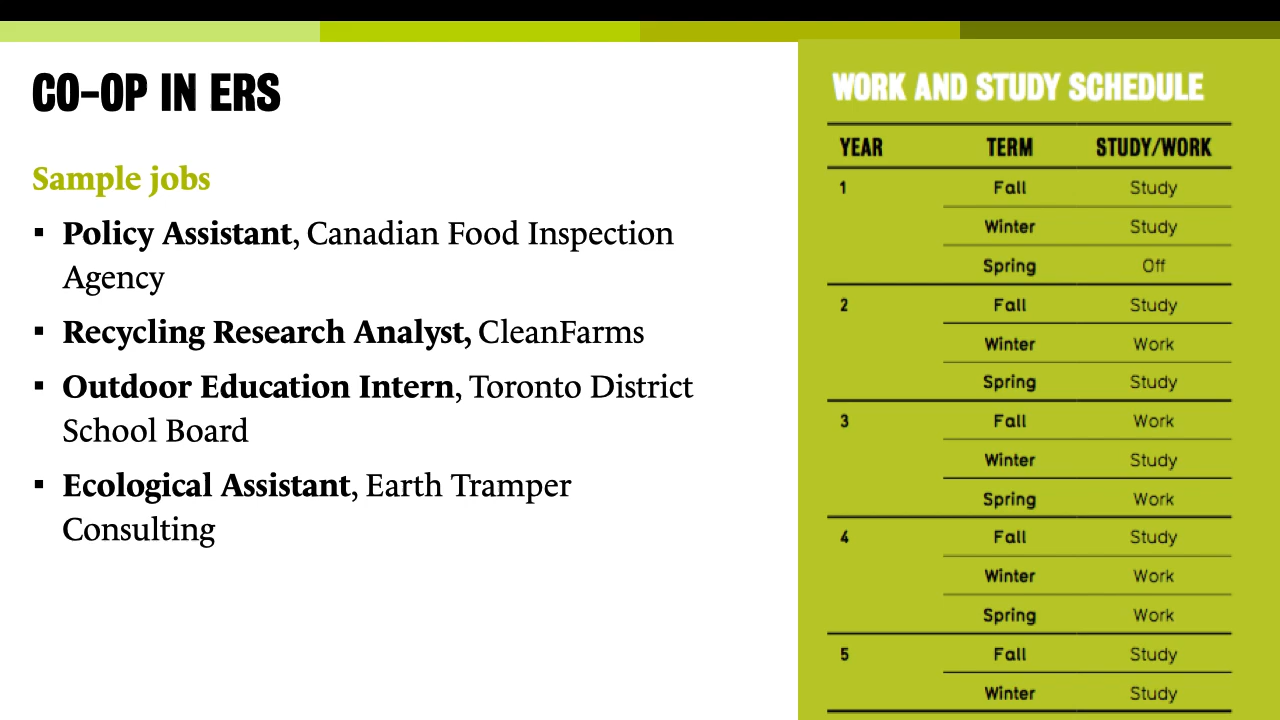 CO-OP IN ERS
Sample jobs
▪ Policy Assistant, Canadian Food Inspection
Agency
▪ Recycling Research Analyst, CleanFarms
▪ Outdoor Education Intern, Toronto District
School Board
▪ Ecological Assistant, Earth Tramper
Consulting
WORK AND STUDY SCHEDULE
YEAR TERM STUDY/WORK
1 Fall Study
Winter Study
Spring Off
2 Fall Study
Winter Work
Spring Study
3 Fall Work
Winter Study
Spring Work
4 Fall Study
Winter Work
Spring Work
5 Fall Study
Winter Study